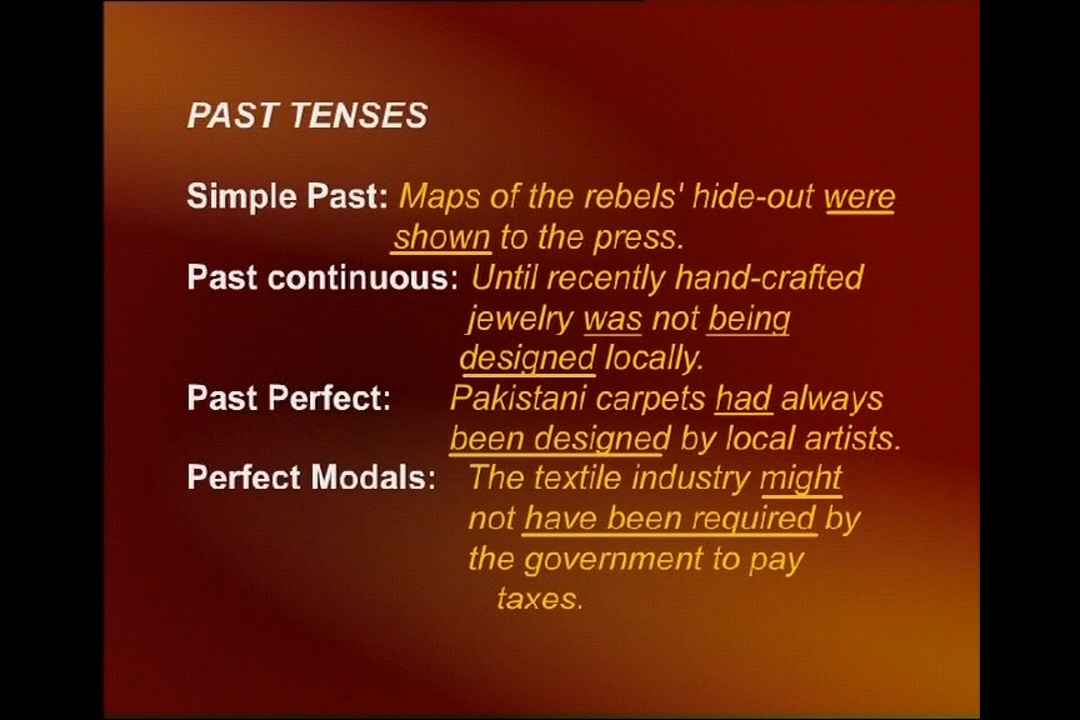 PAST TENSES
Simple Past: Maps of the rebels' hide-out were
shown to the press.
Past continuous: Until recently hand-crafted
jewelry was not being
designed locally.
Past Perfect: Pakistani carpets had always
been designed by local artists.
Perfect Modals: The textile industry might
not have been required by
the government to pay
taxes.